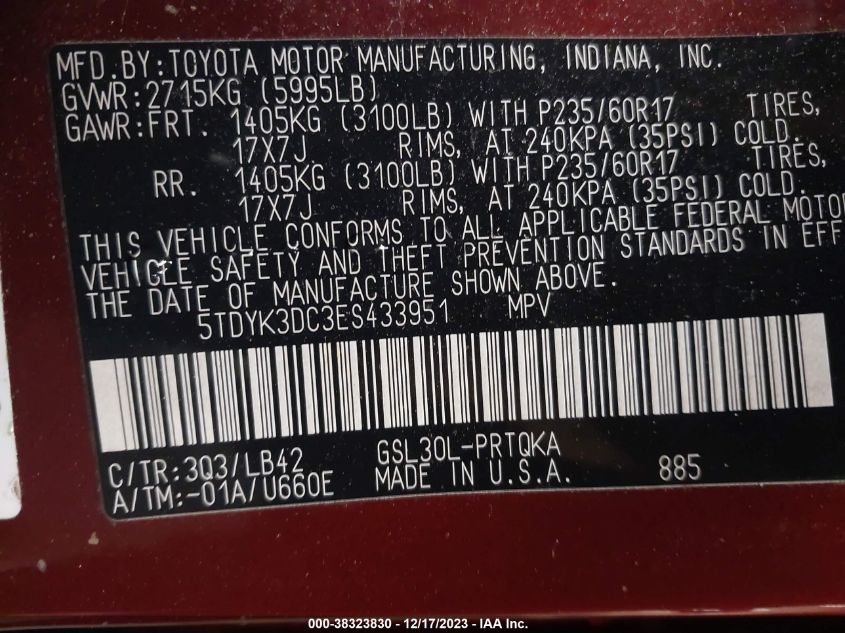 MFD.BY:TOYOTA MOTOR MANUFACTURING, INDIANA, INC.
GVWR:2715KG (5995LB)
GAWR:FRT. 1405KG (3100LB) WITH P235/60R17 TIRES,
17X7J RIMS, AT 240KPA (35PSI) COLD.
RR. 1405KG (3100LB) WITH P235/60R17 TIRES,
17X7J RIMS, AT 240KPA (35PSI) COLD.
THIS VEHICLE CONFORMS TO ALL APPLICABLE FEDERAL MOTO
VEHICLE SAFETY AND THEFT PREVENTION STANDARDS IN EFF
THE DATE OF MANUFACTURE SHOWN ABOVE.
5TDYK3DC3ES433951 MPV
C/TR:3Q3/LB42 GSL30L-PRTQKA
A/TM:-01A/U660E MADE IN U.S.A. 885
000-38323830 - 12/17/2023 - IAA Inc.